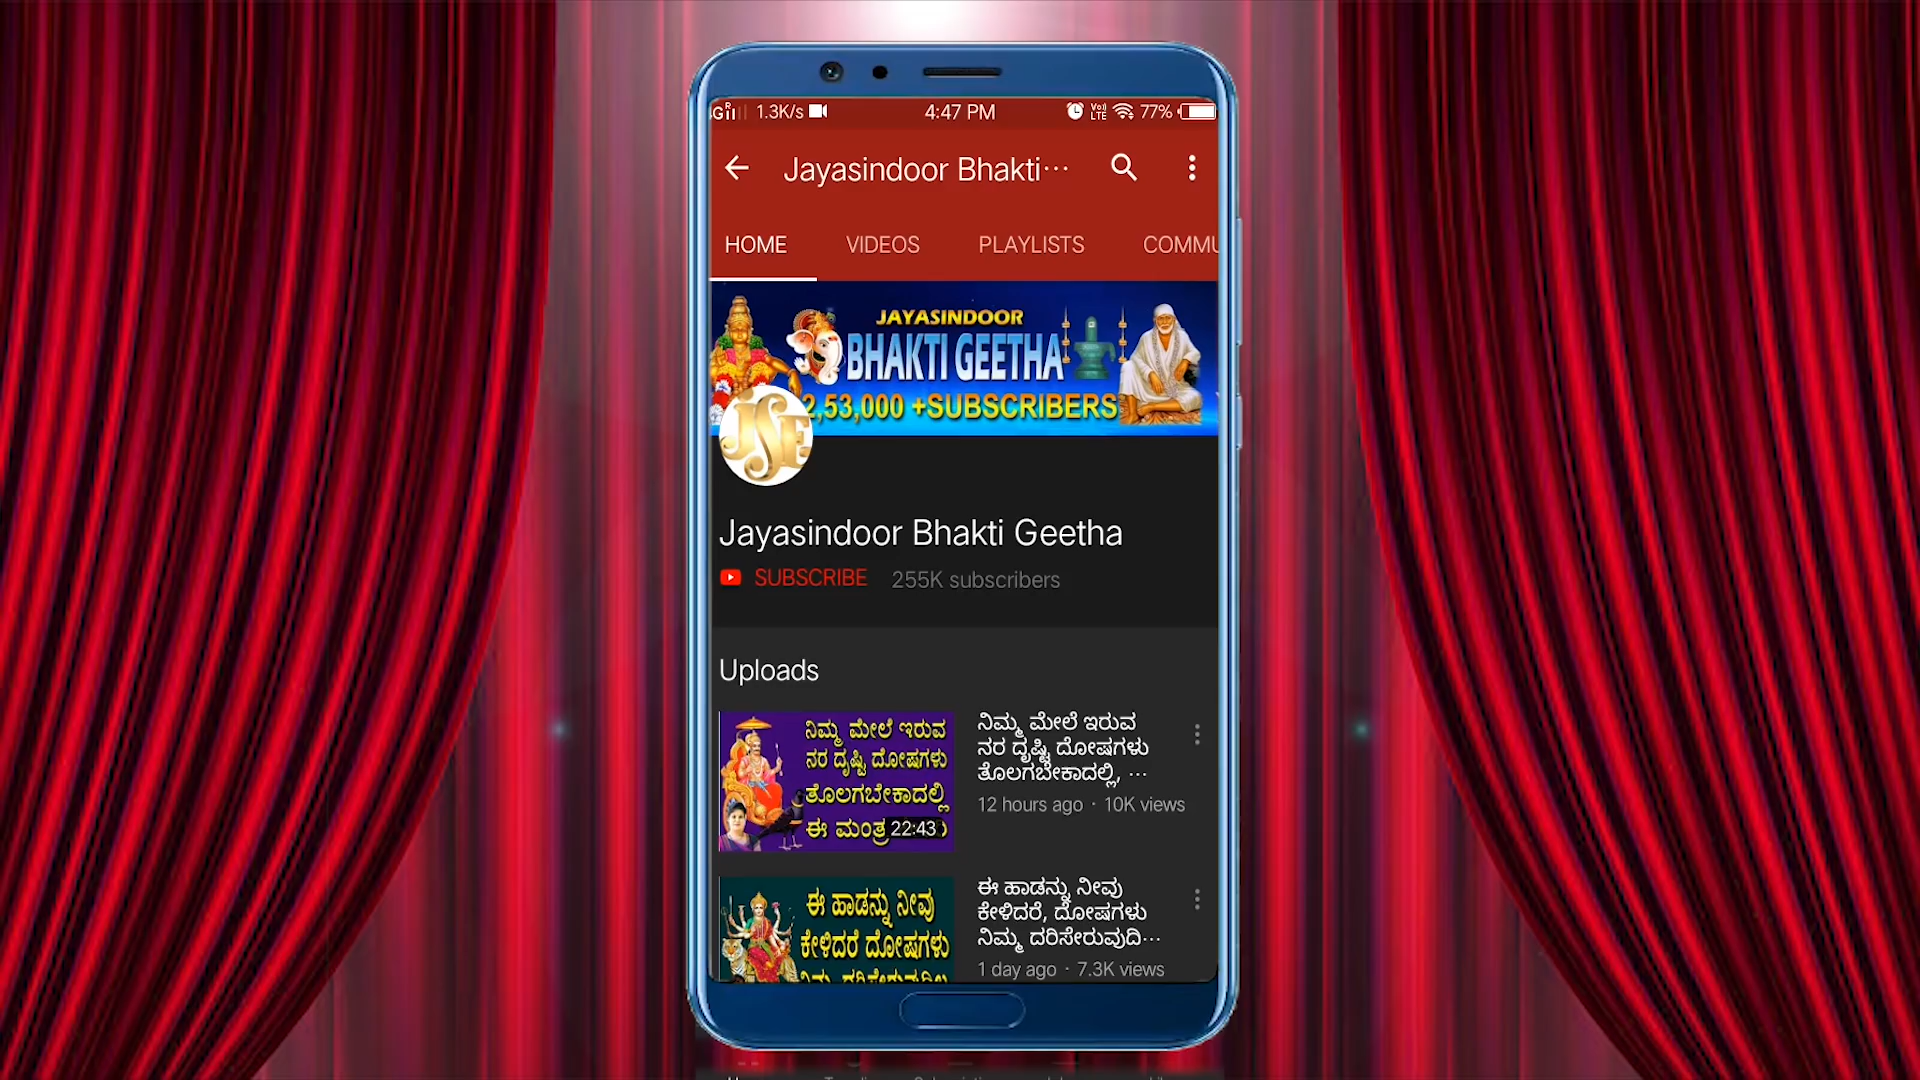 1.3K/s
4:47 PM
77%
Jayasindoor Bhakti···
HOME
VIDEOS
PLAYLISTS
COMMU
JAYASINDOOR
BHAKTI GEETHA
2,53,000 +SUBSCRIBERS
JSE
Jayasindoor Bhakti Geetha
SUBSCRIBE 255K subscribers
Uploads
ನಿಮ್ಮ ಮೇಲೆ ಇರುವ
ನರ ದೃಷ್ಟಿ ದೋಷಗಳು
ತೊಲಗಬೇಕಾದಲ್ಲಿ
ಈ ಮಂತ್ರ
22:43
ನಿಮ್ಮ ಮೇಲೆ ಇರುವ
ನರ ದೃಷ್ಟಿ ದೋಷಗಳು
ತೊಲಗಬೇಕಾದಲ್ಲಿ, ···
12 hours ago · 10K views
ಈ ಹಾಡನ್ನು ನೀವು
ಕೇಳಿದರೆ ದೋಷಗಳು
ನಿಮ್ಮ
ಈ ಹಾಡನ್ನು ನೀವು
ಕೇಳಿದರೆ, ದೋಷಗಳು
ನಿಮ್ಮ ದರಿಸೇರುವುದಿ···
1 day ago · 7.3K views